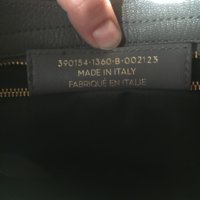 390154·1360·B·002123
MADE IN ITALY
FABRIQUÉ EN ITALIE